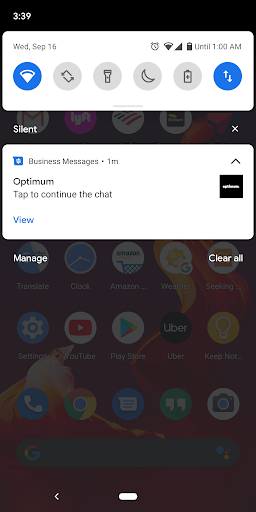 3:39
Wed, Sep 16
Until 1:00 AM
Silent
Business Messages • 1m
Optimum
Tap to continue the chat
optimum.
View
Manage
Clear all
lyft
amazon
Translate
Clock
Amazon ...
Weather
Seeking ...
Uber
Settings
YouTube
Play Store
Uber
Keep Not...
G